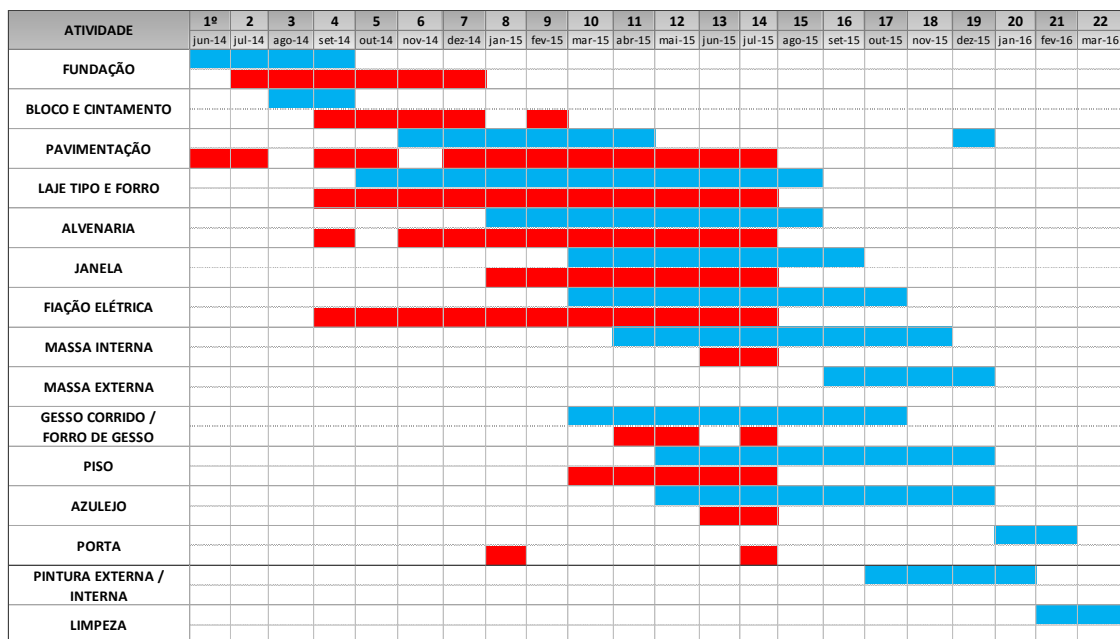 ATIVIDADE 1º 2 3 4 5 6 7 8 9 10 11 12 13 14 15 16 17 18 19 20 21 22
jun-14 jul-14 ago-14 set-14 out-14 nov-14 dez-14 jan-15 fev-15 mar-15 abr-15 mai-15 jun-15 jul-15 ago-15 set-15 out-15 nov-15 dez-15 jan-16 fev-16 mar-16
FUNDAÇÃO
BLOCO E CINTAMENTO
PAVIMENTAÇÃO
LAJE TIPO E FORRO
ALVENARIA
JANELA
FIAÇÃO ELÉTRICA
MASSA INTERNA
MASSA EXTERNA
GESSO CORRIDO /
FORRO DE GESSO
PISO
AZULEJO
PORTA
PINTURA EXTERNA /
INTERNA
LIMPEZA